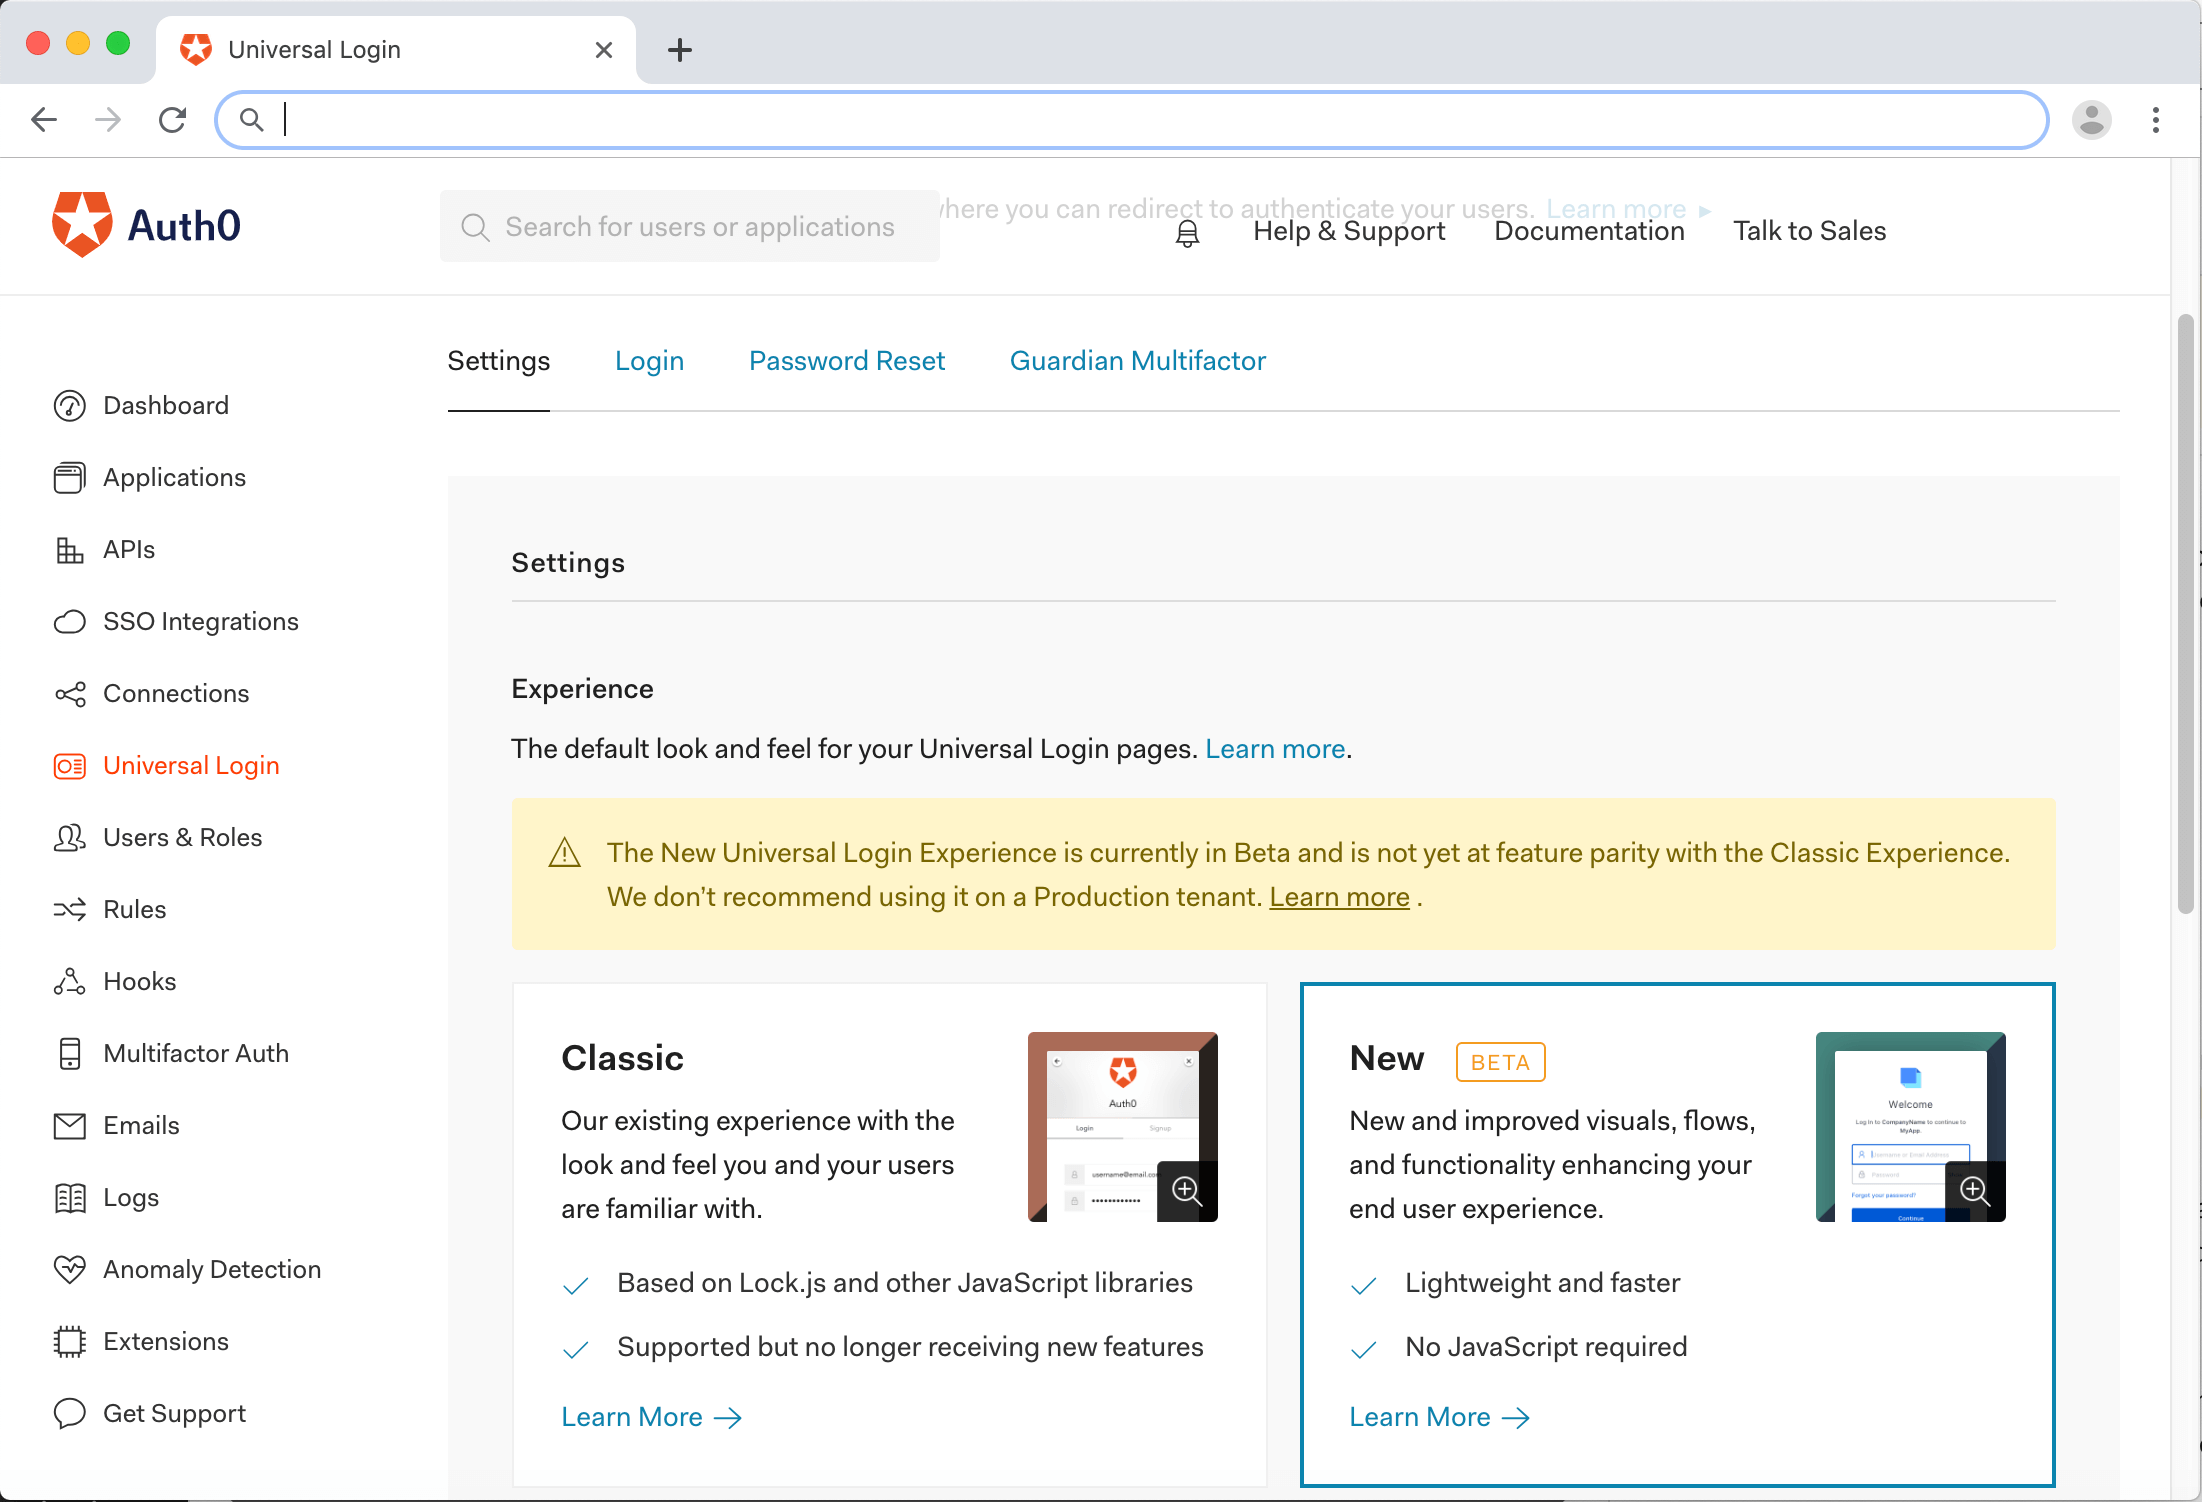 Universal Login
Auth0
Search for users or applications
here you can redirect to authenticate your users. Learn more
Help & Support
Documentation
Talk to Sales
Settings
Login
Password Reset
Guardian Multifactor
Dashboard
Applications
APIs
SSO Integrations
Connections
Universal Login
Users & Roles
Rules
Hooks
Multifactor Auth
Emails
Logs
Anomaly Detection
Extensions
Get Support
Settings
Experience
The default look and feel for your Universal Login pages. Learn more.
The New Universal Login Experience is currently in Beta and is not yet at feature parity with the Classic Experience.
We don't recommend using it on a Production tenant. Learn more .
Classic
Our existing experience with the
look and feel you and your users
are familiar with.
Auth0
Login
Signup
Based on Lock.js and other JavaScript libraries
Supported but no longer receiving new features
Learn More
New
BETA
New and improved visuals, flows,
and functionality enhancing your
end user experience.
Welcome
Log in to CompanyName to continue to
MyApp.
Username or Email Address
Password
Forgot your password?
Continue
Lightweight and faster
No JavaScript required
Learn More